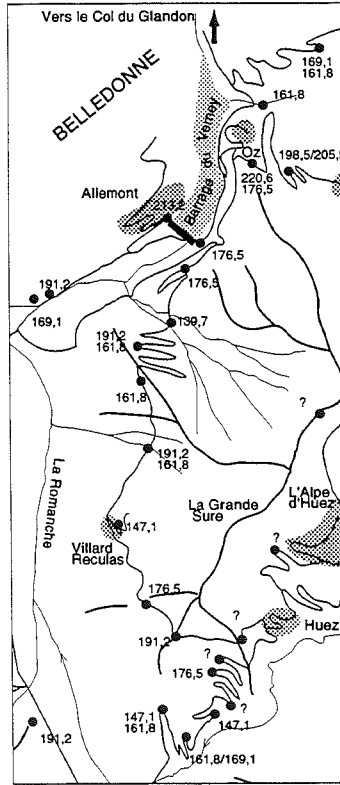 Vers le Col du Glandon
BELLEDONNE
169,1
161,8
161,8
Barrage du Verney
Oz
198,5/205,
220,6
176,5
Allemont
176,5
176,5
191,2
169,1
139,7
191,2
161,8
161,8
?
191,2
161,8
La Romanche
La Grande
Sure
L'Alpe
d'Huez
147,1
Villard
Reculas
?
176,5
?
Huez
191,2
?
176,5
?
147,1
161,8
147,1
191,2
161,8/169,1